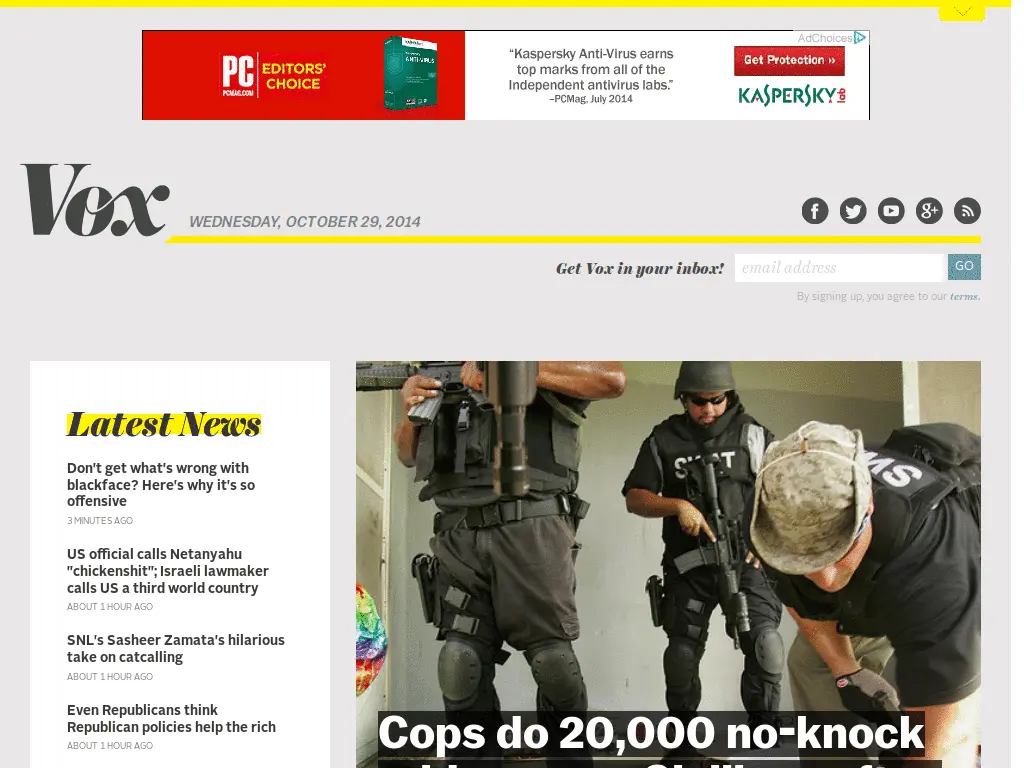 AdChoices
PC
PCMAG.COM
EDITORS'
CHOICE
ANTI-VIRUS
“Kaspersky Anti-Virus earns
top marks from all of the
Independent antivirus labs.”
–PCMag, July 2014
Get Protection »
KASPERSKY lab
Vox
WEDNESDAY, OCTOBER 29, 2014
Get Vox in your inbox!
email address
GO
By signing up, you agree to our terms.
Latest News
Don't get what's wrong with
blackface? Here's why it's so
offensive
3 MINUTES AGO
US official calls Netanyahu
"chickenshit"; Israeli lawmaker
calls US a third world country
ABOUT 1 HOUR AGO
SNL's Sasheer Zamata's hilarious
take on catcalling
ABOUT 1 HOUR AGO
Even Republicans think
Republican policies help the rich
ABOUT 1 HOUR AGO
Cops do 20,000 no-knock